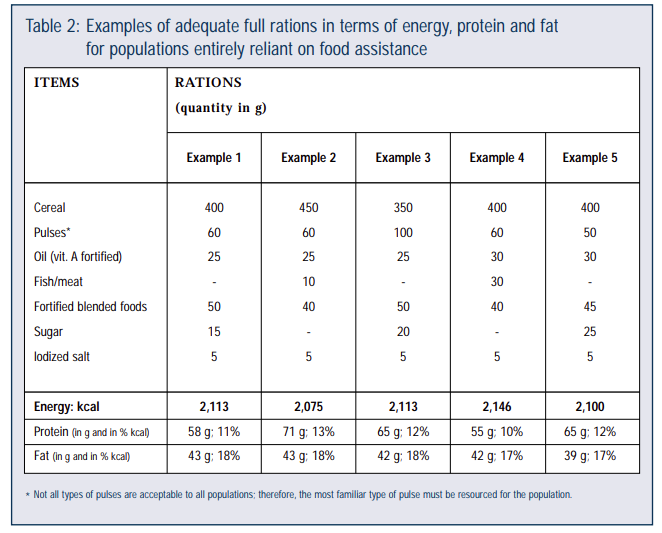 Table 2: Examples of adequate full rations in terms of energy, protein and fat
for populations entirely reliant on food assistance
ITEMS RATIONS
(quantity in g)
Example 1 Example 2 Example 3 Example 4 Example 5
Cereal 400 450 350 400 400
Pulses* 60 60 100 60 50
Oil (vit. A fortified) 25 25 25 30 30
Fish/meat - 10 - 30 -
Fortified blended foods 50 40 50 40 45
Sugar 15 - 20 - 25
Iodized salt 5 5 5 5 5
Energy: kcal 2,113 2,075 2,113 2,146 2,100
Protein (in g and in % kcal) 58 g; 11% 71 g; 13% 65 g; 12% 55 g; 10% 65 g; 12%
Fat (in g and in % kcal) 43 g; 18% 43 g; 18% 42 g; 18% 42 g; 17% 39 g; 17%
* Not all types of pulses are acceptable to all populations; therefore, the most familiar type of pulse must be resourced for the population.